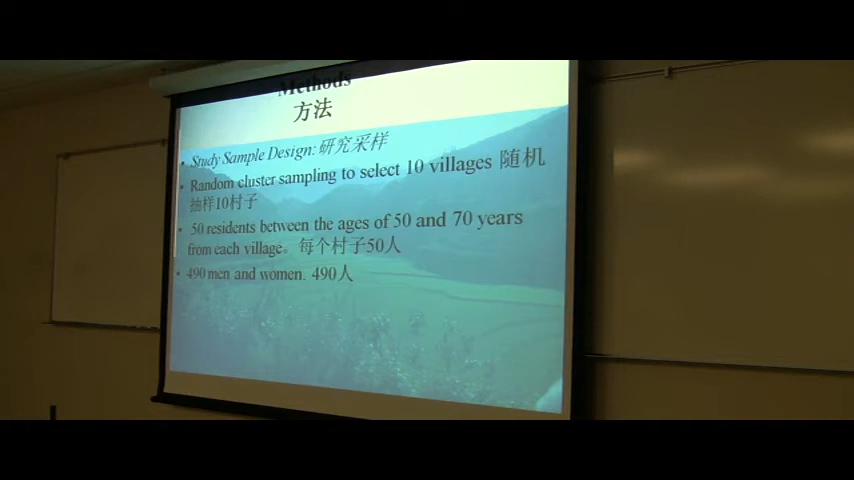 Methods
方法
• Study Sample Design: 研究采样
• Random cluster sampling to select 10 villages 随机
抽样10村子
• 50 residents between the ages of 50 and 70 years
from each village。每个村子50人
• 490 men and women. 490人